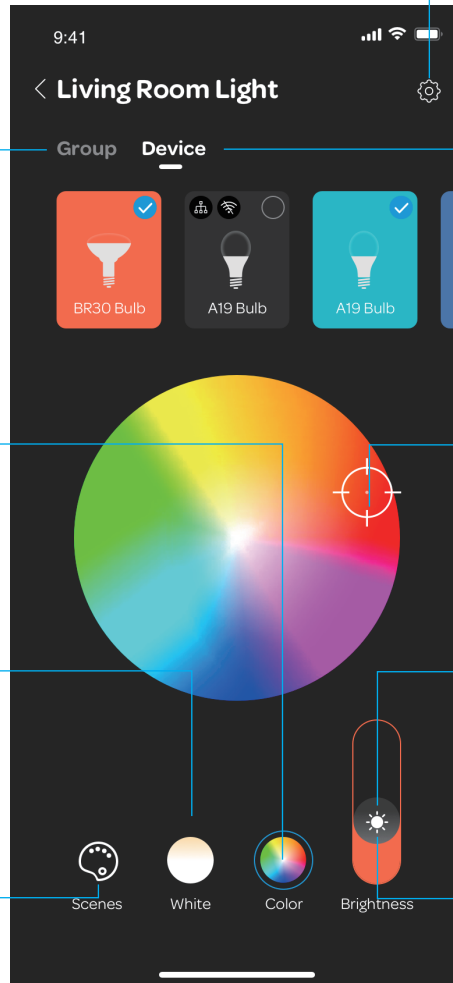 9:41
Living Room Light
Group Device
BR30 Bulb A19 Bulb A19 Bulb
Scenes White Color Brightness